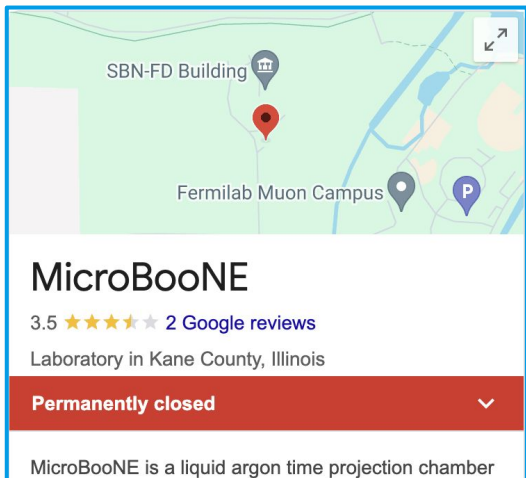 SBN-FD Building
Fermilab Muon Campus
P
MicroBooNE
3.5 2 Google reviews
Laboratory in Kane County, Illinois
Permanently closed
MicroBooNE is a liquid argon time projection chamber